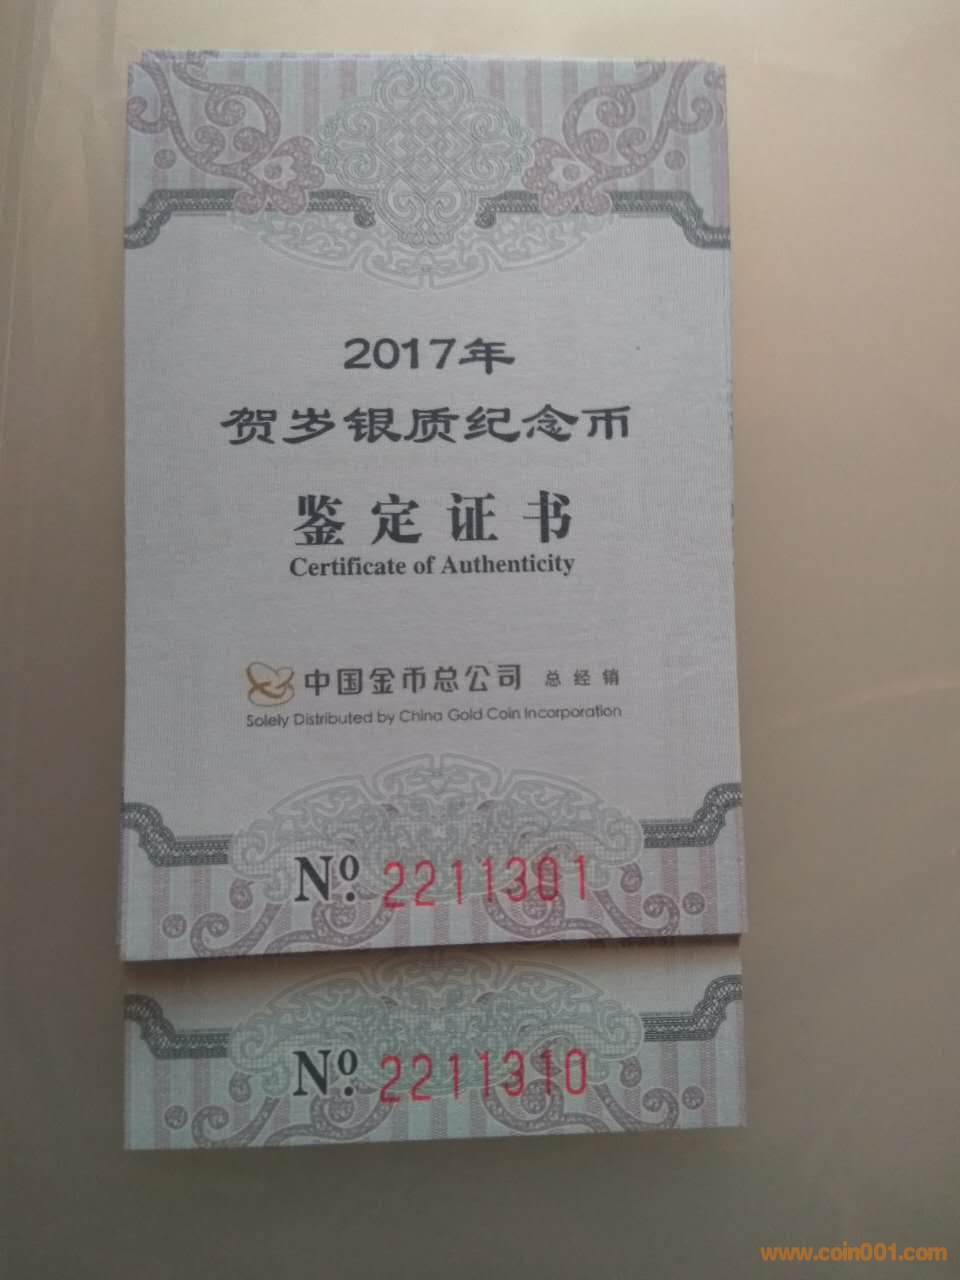 2017年
贺岁银质纪念币
鉴定证书
Certificate of Authenticity
中国金币总公司 总经销
Solely Distributed by China Gold Coin Incorporation
Nº. 2211301
Nº. 2211310
www.coin001.com